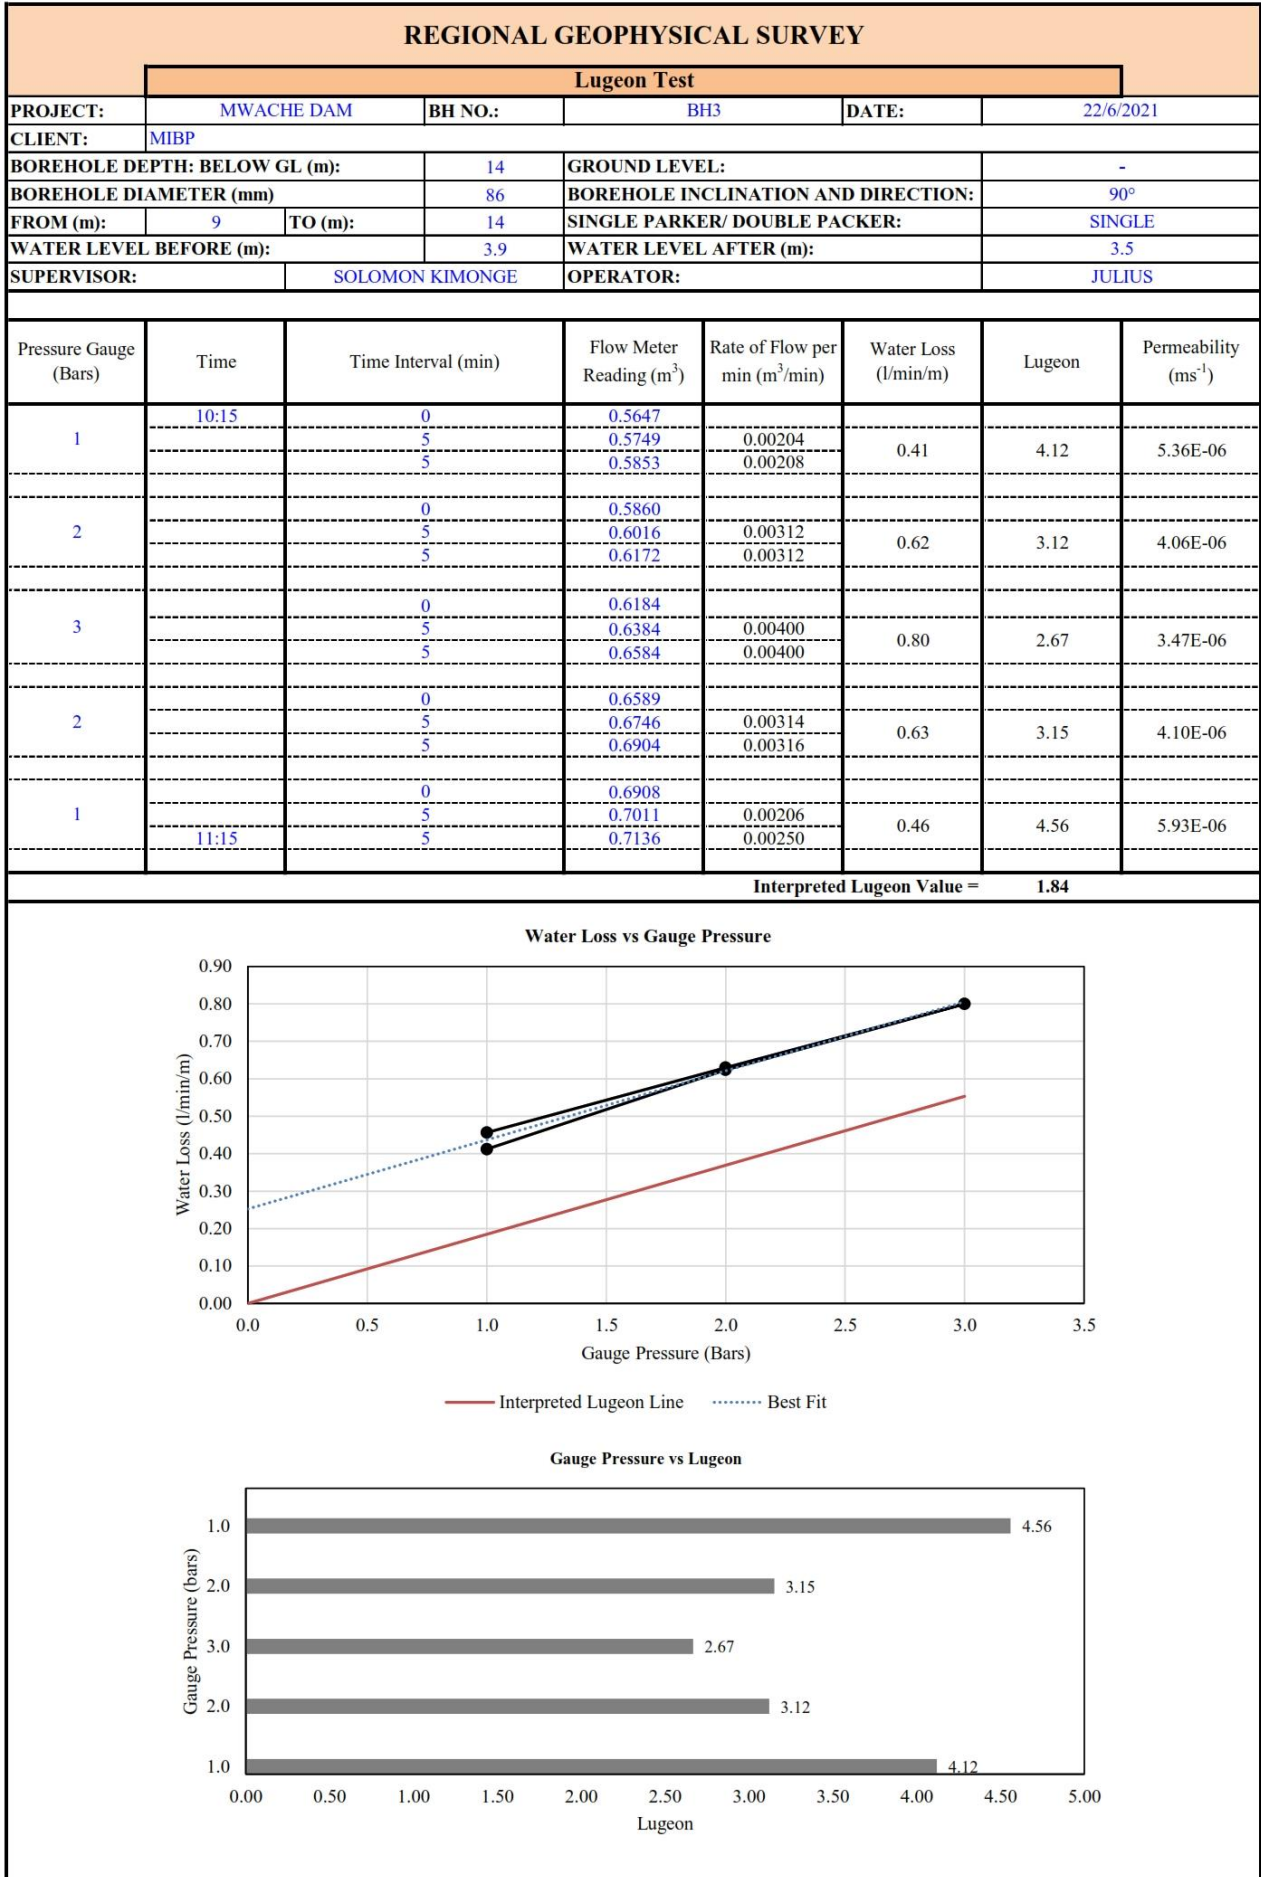 REGIONAL GEOPHYSICAL SURVEY
Lugeon Test
PROJECT: MWACHE DAM BH NO.: BH3 DATE: 22/6/2021
CLIENT: MIBP
BOREHOLE DEPTH: BELOW GL (m): 14 GROUND LEVEL: -
BOREHOLE DIAMETER (mm) 86 BOREHOLE INCLINATION AND DIRECTION: 90°
FROM (m): 9 TO (m): 14 SINGLE PARKER/ DOUBLE PACKER: SINGLE
WATER LEVEL BEFORE (m): 3.9 WATER LEVEL AFTER (m): 3.5
SUPERVISOR: SOLOMON KIMONGE OPERATOR: JULIUS
Pressure Gauge (Bars) Time Time Interval (min) Flow Meter Reading (m³) Rate of Flow per min (m³/min) Water Loss (l/min/m) Lugeon Permeability (ms⁻¹)
10:15 0 0.5647
1 5 0.5749 0.00204 0.41 4.12 5.36E-06
5 0.5853 0.00208
0 0.5860
2 5 0.6016 0.00312 0.62 3.12 4.06E-06
5 0.6172 0.00312
0 0.6184
3 5 0.6384 0.00400 0.80 2.67 3.47E-06
5 0.6584 0.00400
0 0.6589
2 5 0.6746 0.00314 0.63 3.15 4.10E-06
5 0.6904 0.00316
0 0.6908
1 5 0.7011 0.00206 0.46 4.56 5.93E-06
11:15 5 0.7136 0.00250
Interpreted Lugeon Value = 1.84
Water Loss vs Gauge Pressure
0.90
0.80
0.70
0.60
0.50
0.40
0.30
0.20
0.10
0.00
Water Loss (l/min/m)
0.0 0.5 1.0 1.5 2.0 2.5 3.0 3.5
Gauge Pressure (Bars)
Interpreted Lugeon Line Best Fit
Gauge Pressure vs Lugeon
Gauge Pressure (bars)
1.0 4.56
2.0 3.15
3.0 2.67
2.0 3.12
1.0 4.12
0.00 0.50 1.00 1.50 2.00 2.50 3.00 3.50 4.00 4.50 5.00
Lugeon